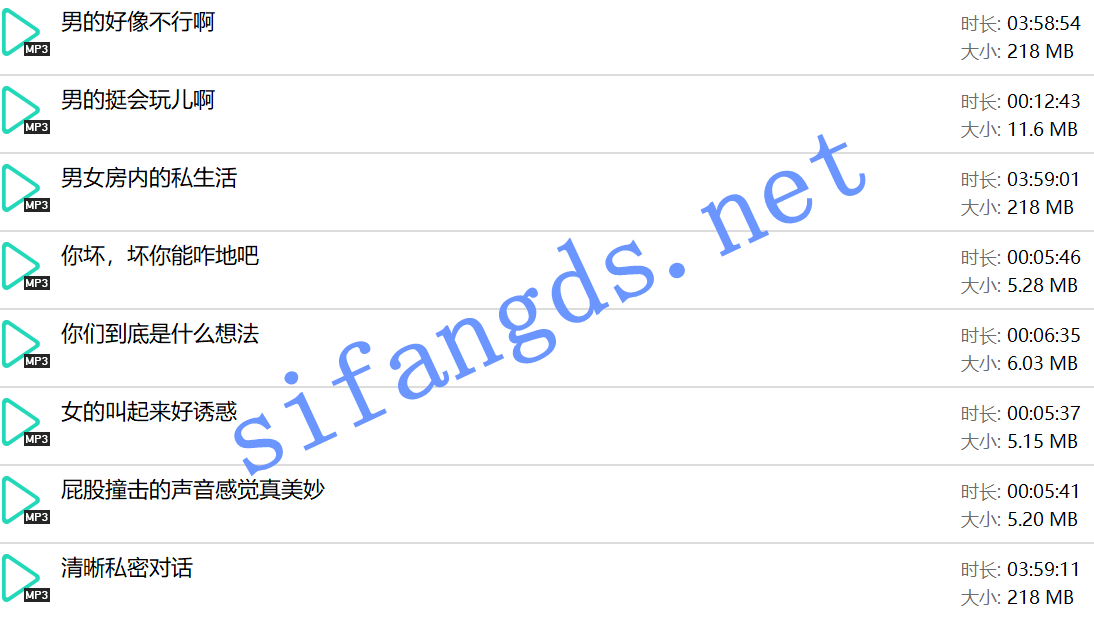 男的好像不行啊
时长: 03:58:54
MP3
大小: 218 MB
男的挺会玩儿啊
时长: 00:12:43
MP3
大小: 11.6 MB
男女房内的私生活
时长: 03:59:01
MP3
大小: 218 MB
你坏，坏你能咋地吧
时长: 00:05:46
MP3
大小: 5.28 MB
你们到底是什么想法
时长: 00:06:35
MP3
大小: 6.03 MB
女的叫起来好诱惑
时长: 00:05:37
MP3
大小: 5.15 MB
屁股撞击的声音感觉真美妙
时长: 00:05:41
MP3
大小: 5.20 MB
清晰私密对话
时长: 03:59:11
MP3
大小: 218 MB
sifangds.net